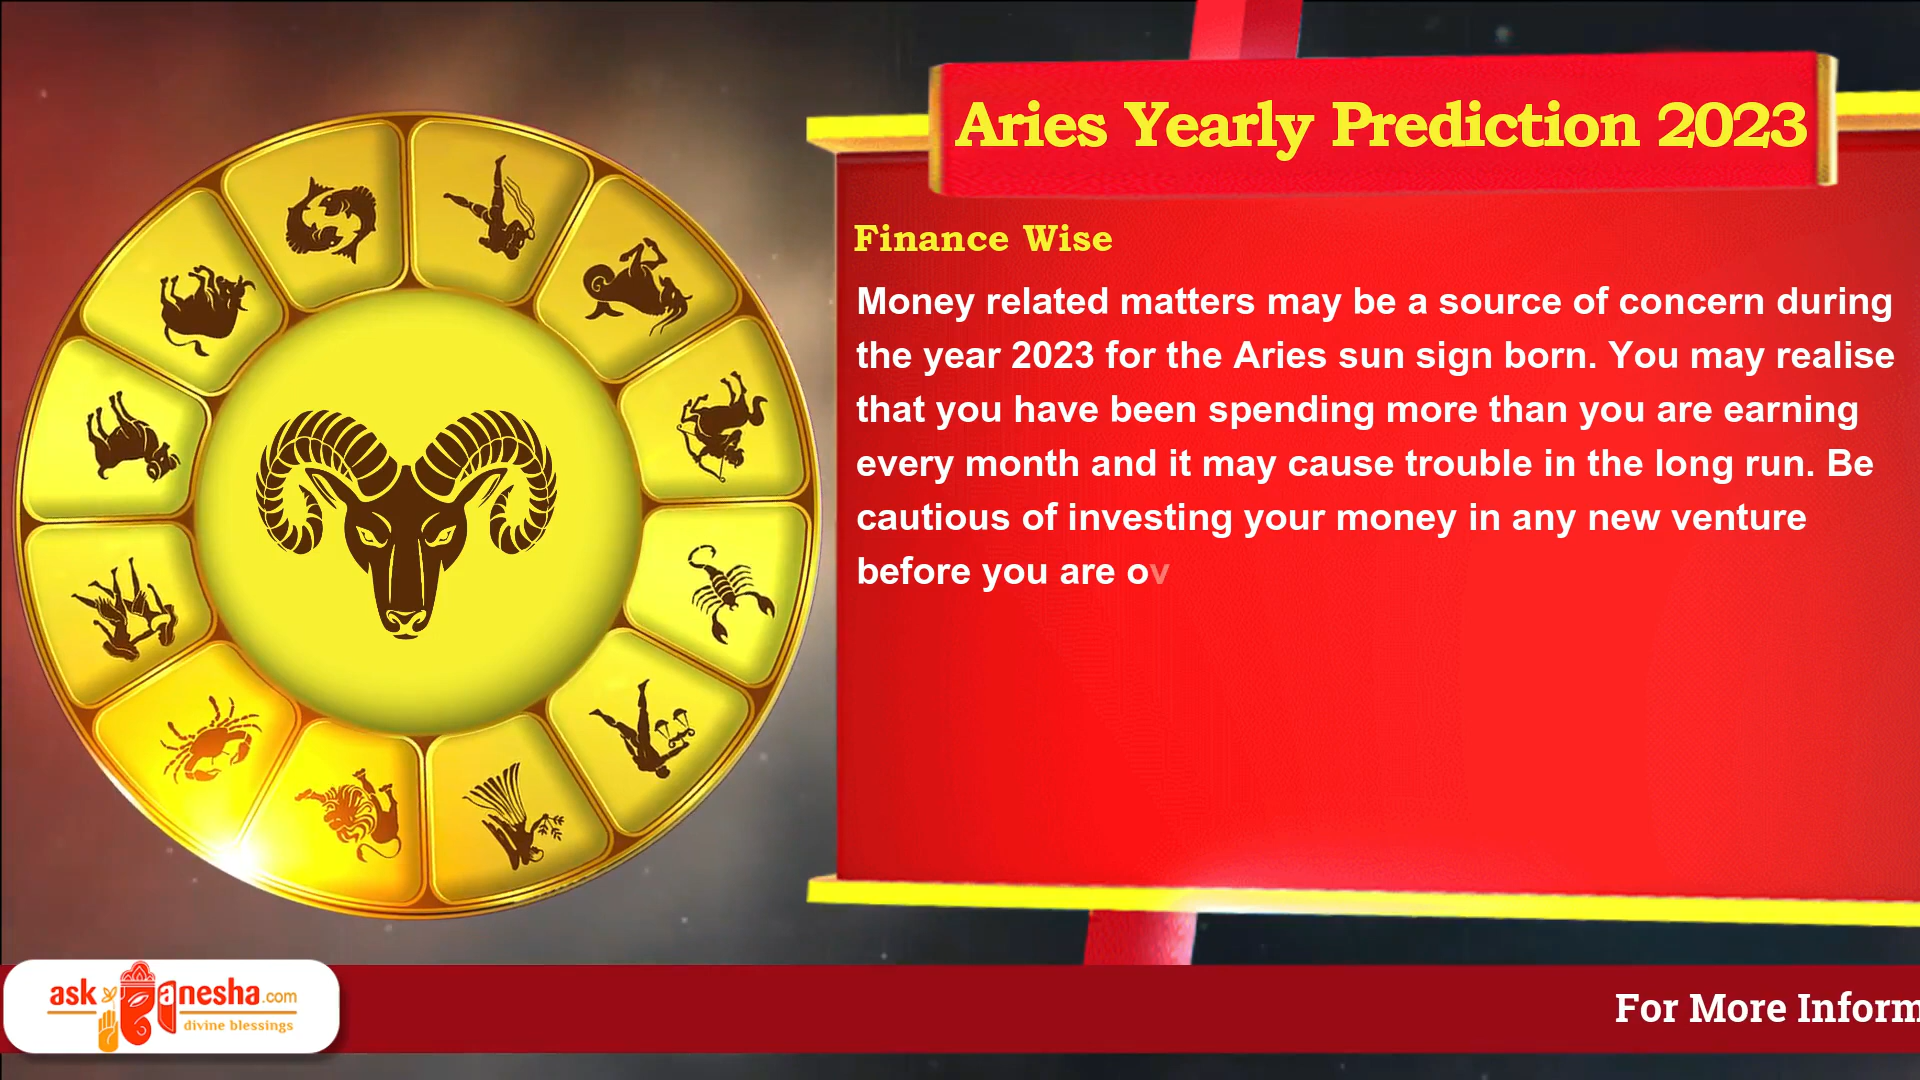 Aries Yearly Prediction 2023
Finance Wise
Money related matters may be a source of concern during
the year 2023 for the Aries sun sign born. You may realise
that you have been spending more than you are earning
every month and it may cause trouble in the long run. Be
cautious of investing your money in any new venture
before you are ov
askGanesha.com
divine blessings
For More Inform